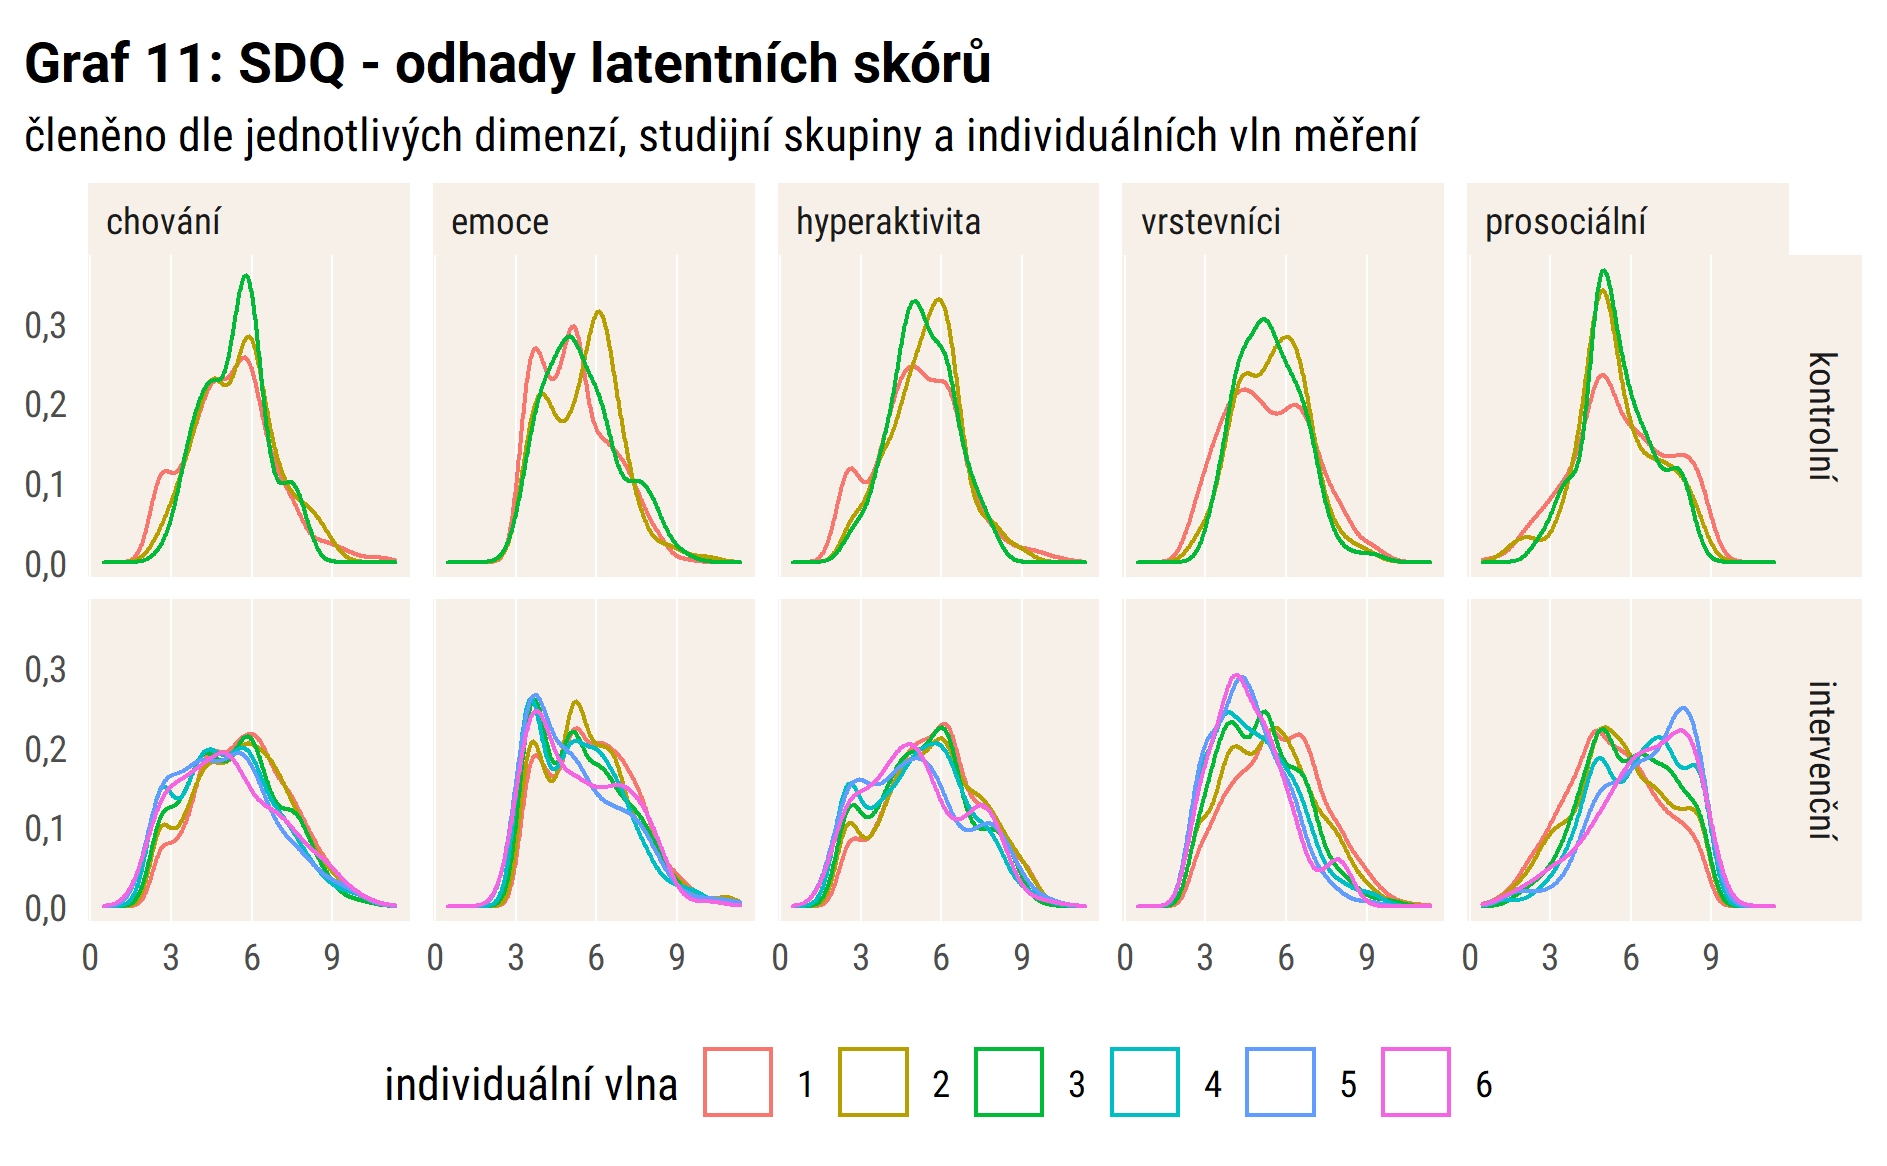 Graf 11: SDQ - odhady latentních skórů
členěno dle jednotlivých dimenzí, studijní skupiny a individuálních vln měření
chování emoce hyperaktivita vrstevníci prosociální
0,3
0,2
0,1
0,0
kontrolní
0,3
0,2
0,1
0,0
intervenční
0 3 6 9 0 3 6 9 0 3 6 9 0 3 6 9 0 3 6 9
individuální vlna 1 2 3 4 5 6